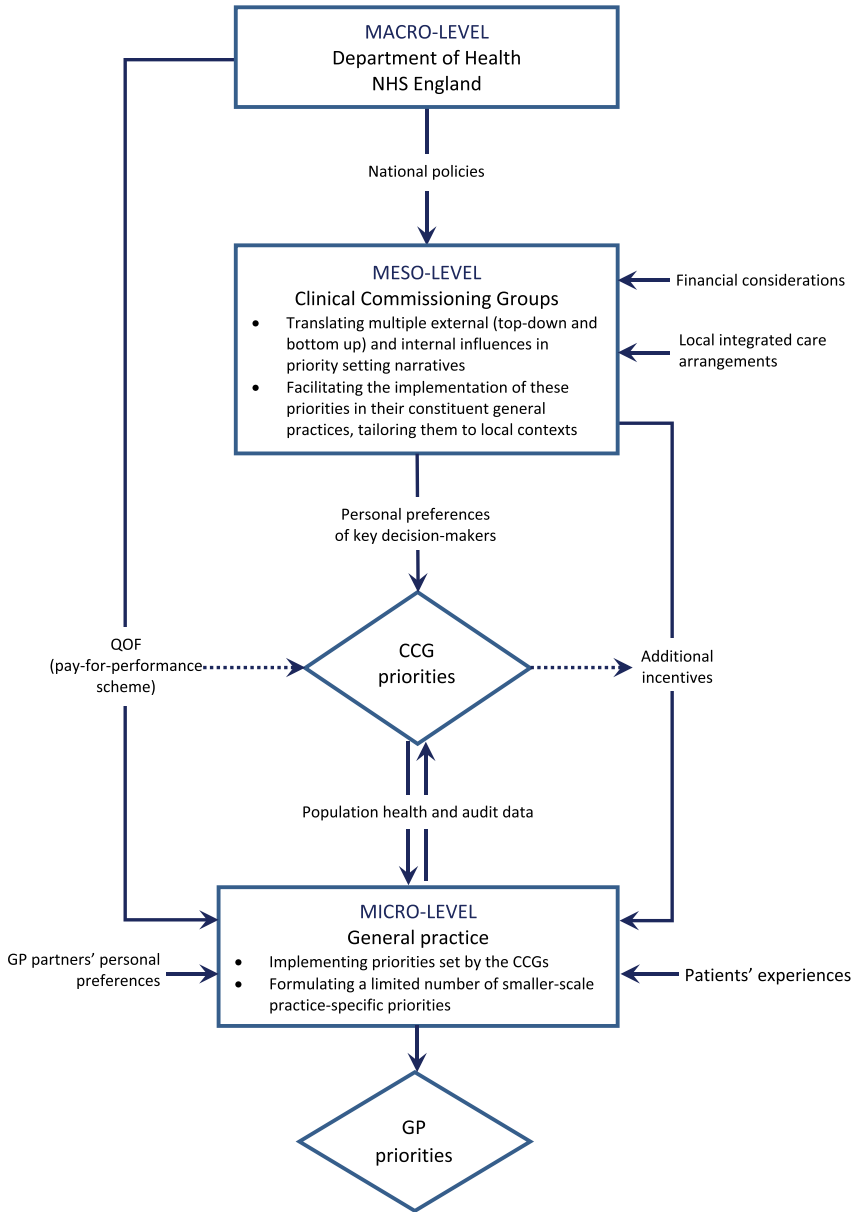 MACRO-LEVEL
Department of Health
NHS England
National policies
MESO-LEVEL
Clinical Commissioning Groups
• Translating multiple external (top-down and
bottom up) and internal influences in
priority setting narratives
• Facilitating the implementation of these
priorities in their constituent general
practices, tailoring them to local contexts
Financial considerations
Local integrated care
arrangements
Personal preferences
of key decision-makers
QOF
(pay-for-performance
scheme)
CCG
priorities
Additional
incentives
Population health and audit data
MICRO-LEVEL
General practice
• Implementing priorities set by the CCGs
• Formulating a limited number of smaller-scale
practice-specific priorities
GP partners’ personal
preferences
Patients’ experiences
GP
priorities